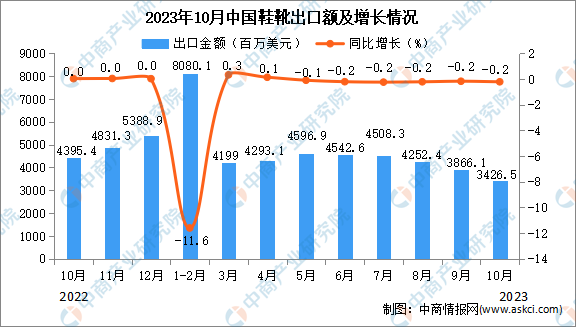 2023年10月中国鞋靴出口额及增长情况
出口金额（百万美元） 同比增长（%）
9000 8000 7000 6000 5000 4000 3000 2000 1000 0
4395.4 4831.3 5388.9 8080.1 4199 4293.1 4596.9 4542.6 4508.3 4252.4 3866.1 3426.5
0.0 0.0 0.0 -11.6 0.3 0.1 -0.1 -0.2 -0.2 -0.2 -0.2 -0.2
2 0 -2 -4 -6 -8 -10 -12 -14
10月 11月 12月 1-2月 3月 4月 5月 6月 7月 8月 9月 10月
2022 2023
制图：中商情报网(www.askci.com)
中商产业研究院